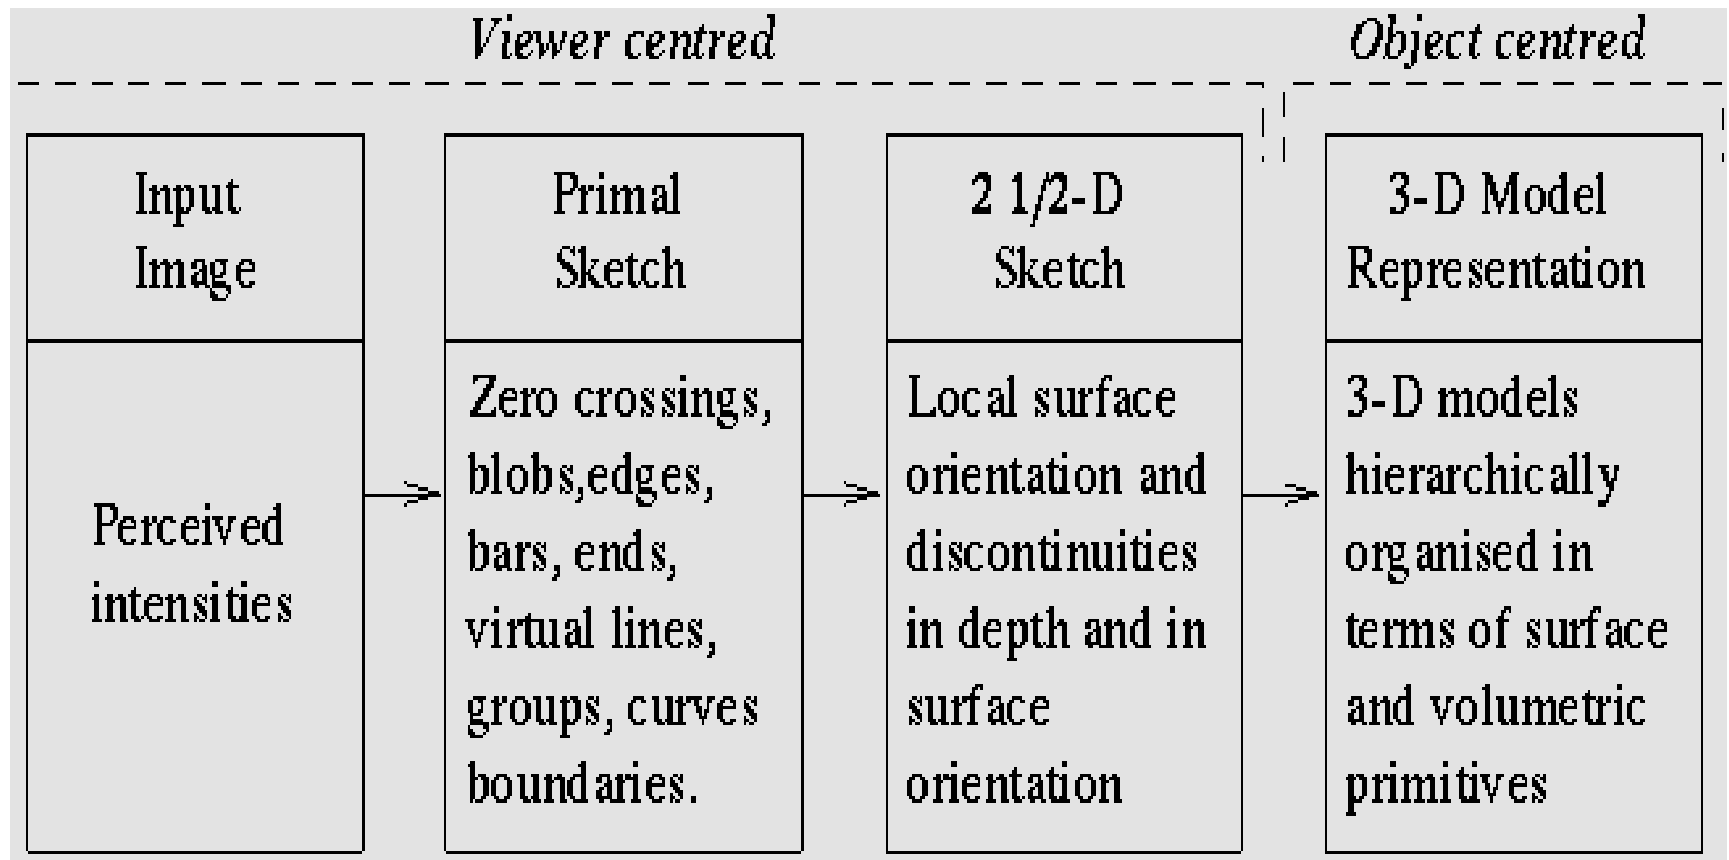 Viewer centred
Object centred
Input
Image
Perceived
intensities
Primal
Sketch
Zero crossings,
blobs,edges,
bars, ends,
virtual lines,
groups, curves
boundaries.
2 1/2-D
Sketch
Local surface
orientation and
discontinuities
in depth and in
surface
orientation
3-D Model
Representation
3-D models
hierarchically
organised in
terms of surface
and volumetric
primitives